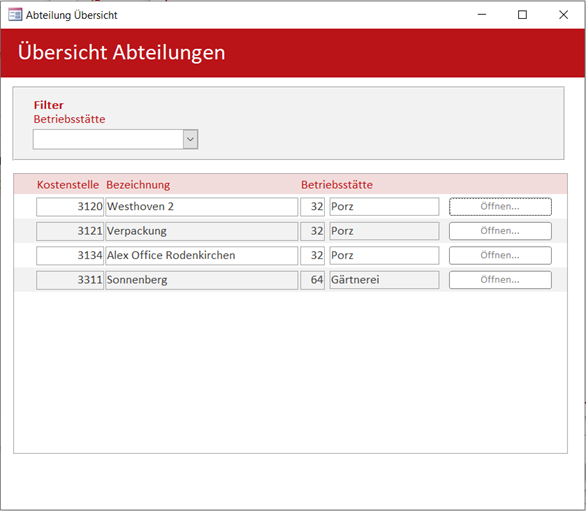 Abteilung Übersicht
Übersicht Abteilungen
Filter
Betriebsstätte
Kostenstelle Bezeichnung Betriebsstätte
3120 Westhoven 2 32 Porz Öffnen...
3121 Verpackung 32 Porz Öffnen...
3134 Alex Office Rodenkirchen 32 Porz Öffnen...
3311 Sonnenberg 64 Gärtnerei Öffnen...